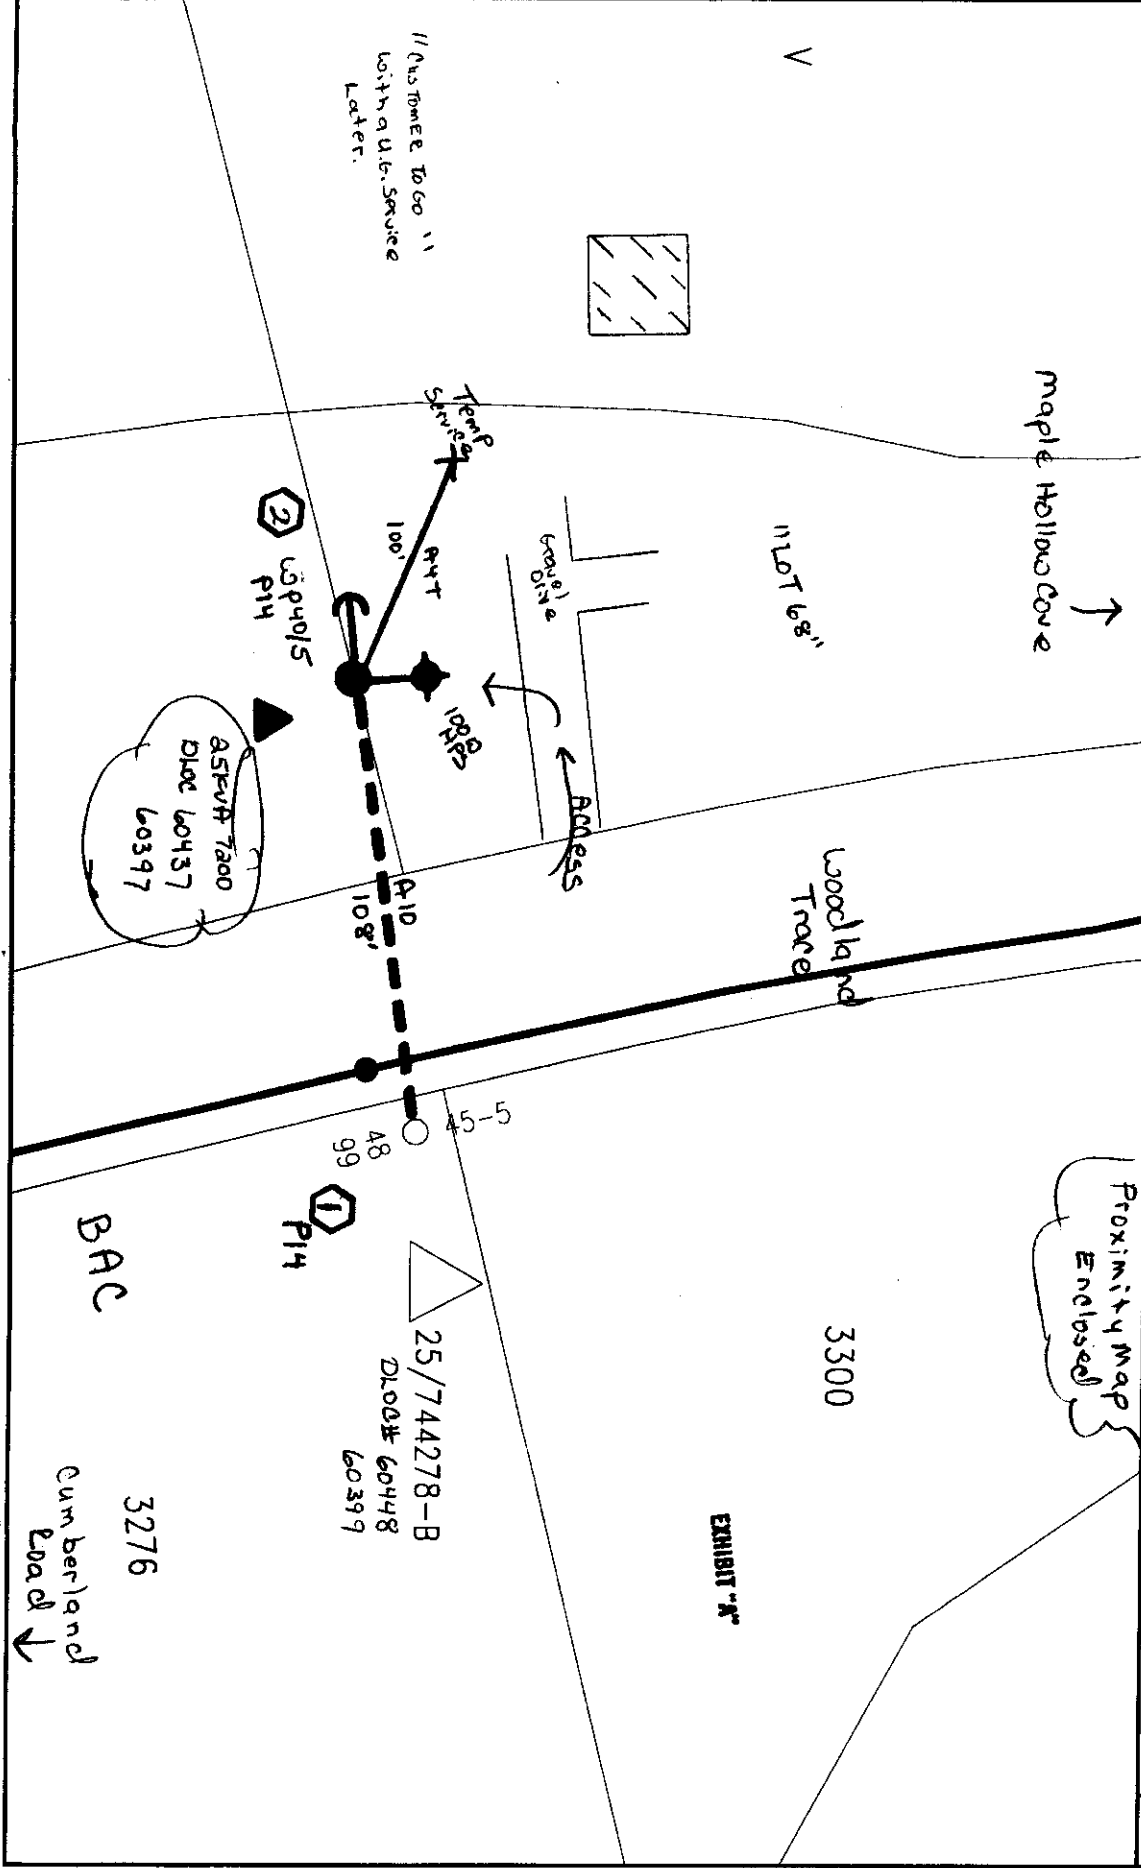 Proximity Map
Enclosed
Maple Hollow Cove
3300
"LOT 68"
Woodland
Trace
EXHIBIT "A"
Gravel
Drive
Access
"Customer To Go"
with a U.G. Service
Later.
Temp
Service
A4T
100'
100W
HPS
45-5
48
99
A10
108'
25/744278-B
DLOC# 60448
60399
1
P14
2
WP40/5
P14
25KVA 7200
DLOC 60437
60397
BAC
3276
Cumberland
Road